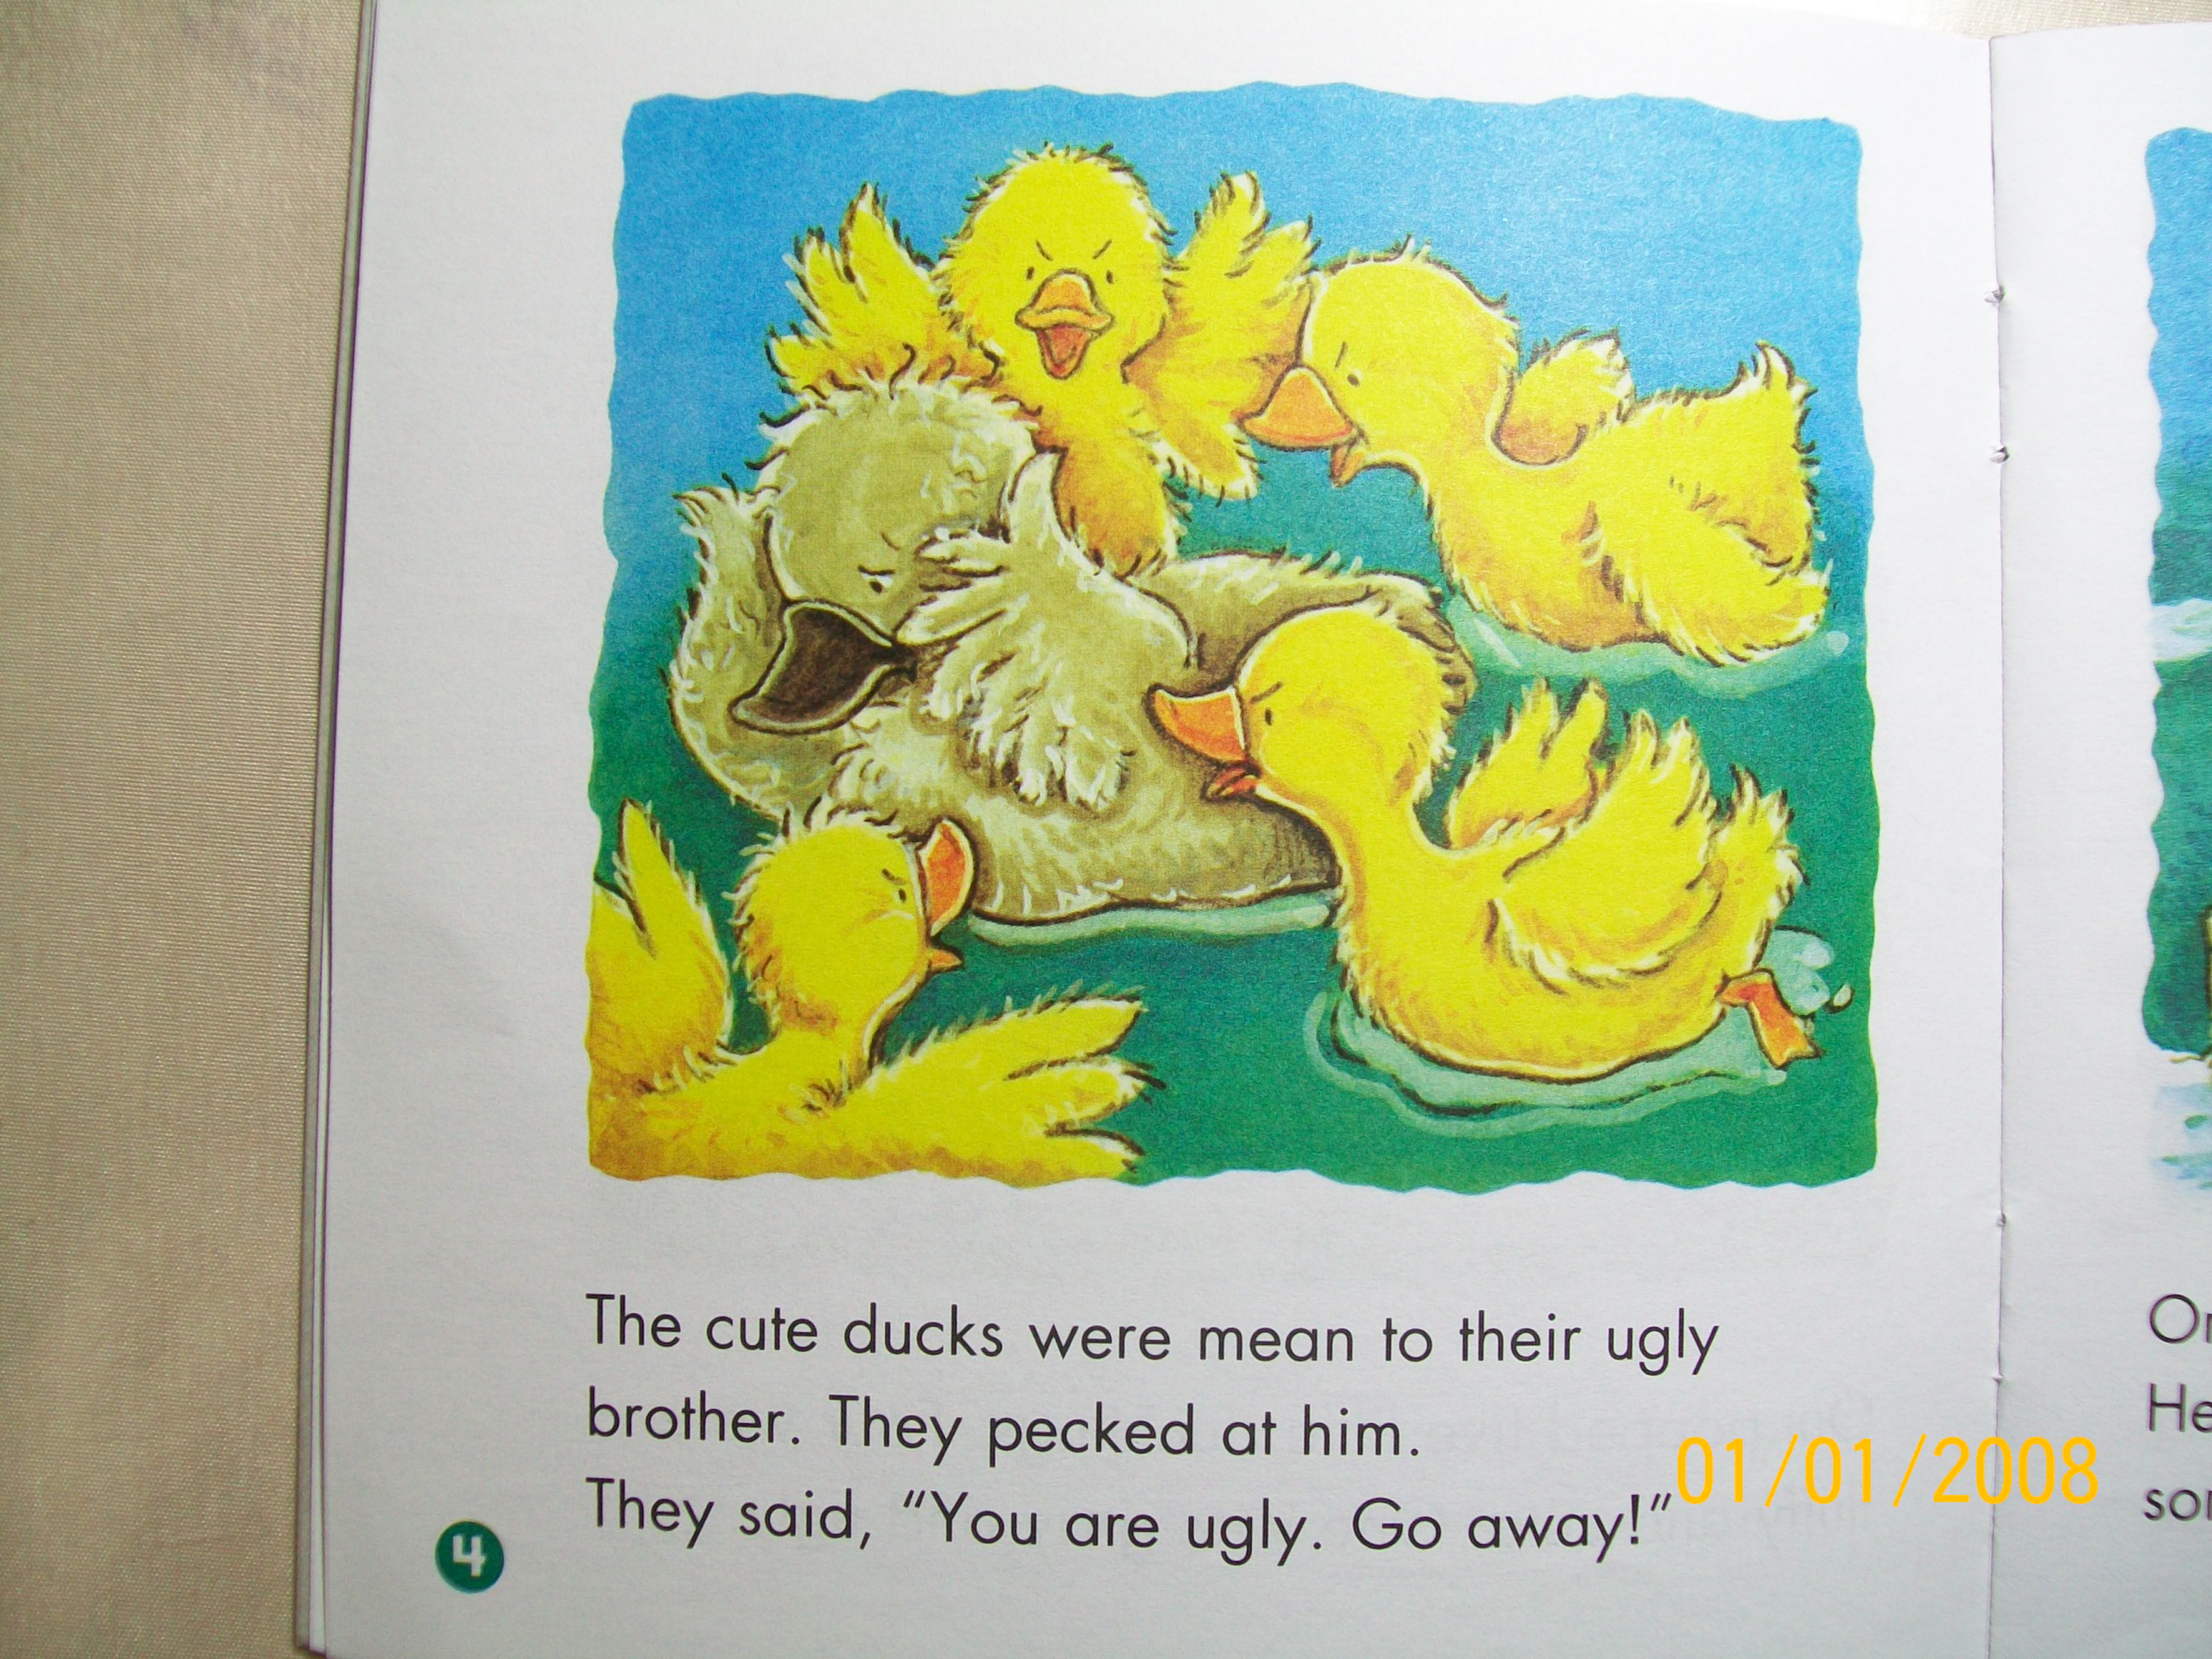 The cute ducks were mean to their ugly
brother. They pecked at him.
They said, “You are ugly. Go away!”
4
He
01/01/2008